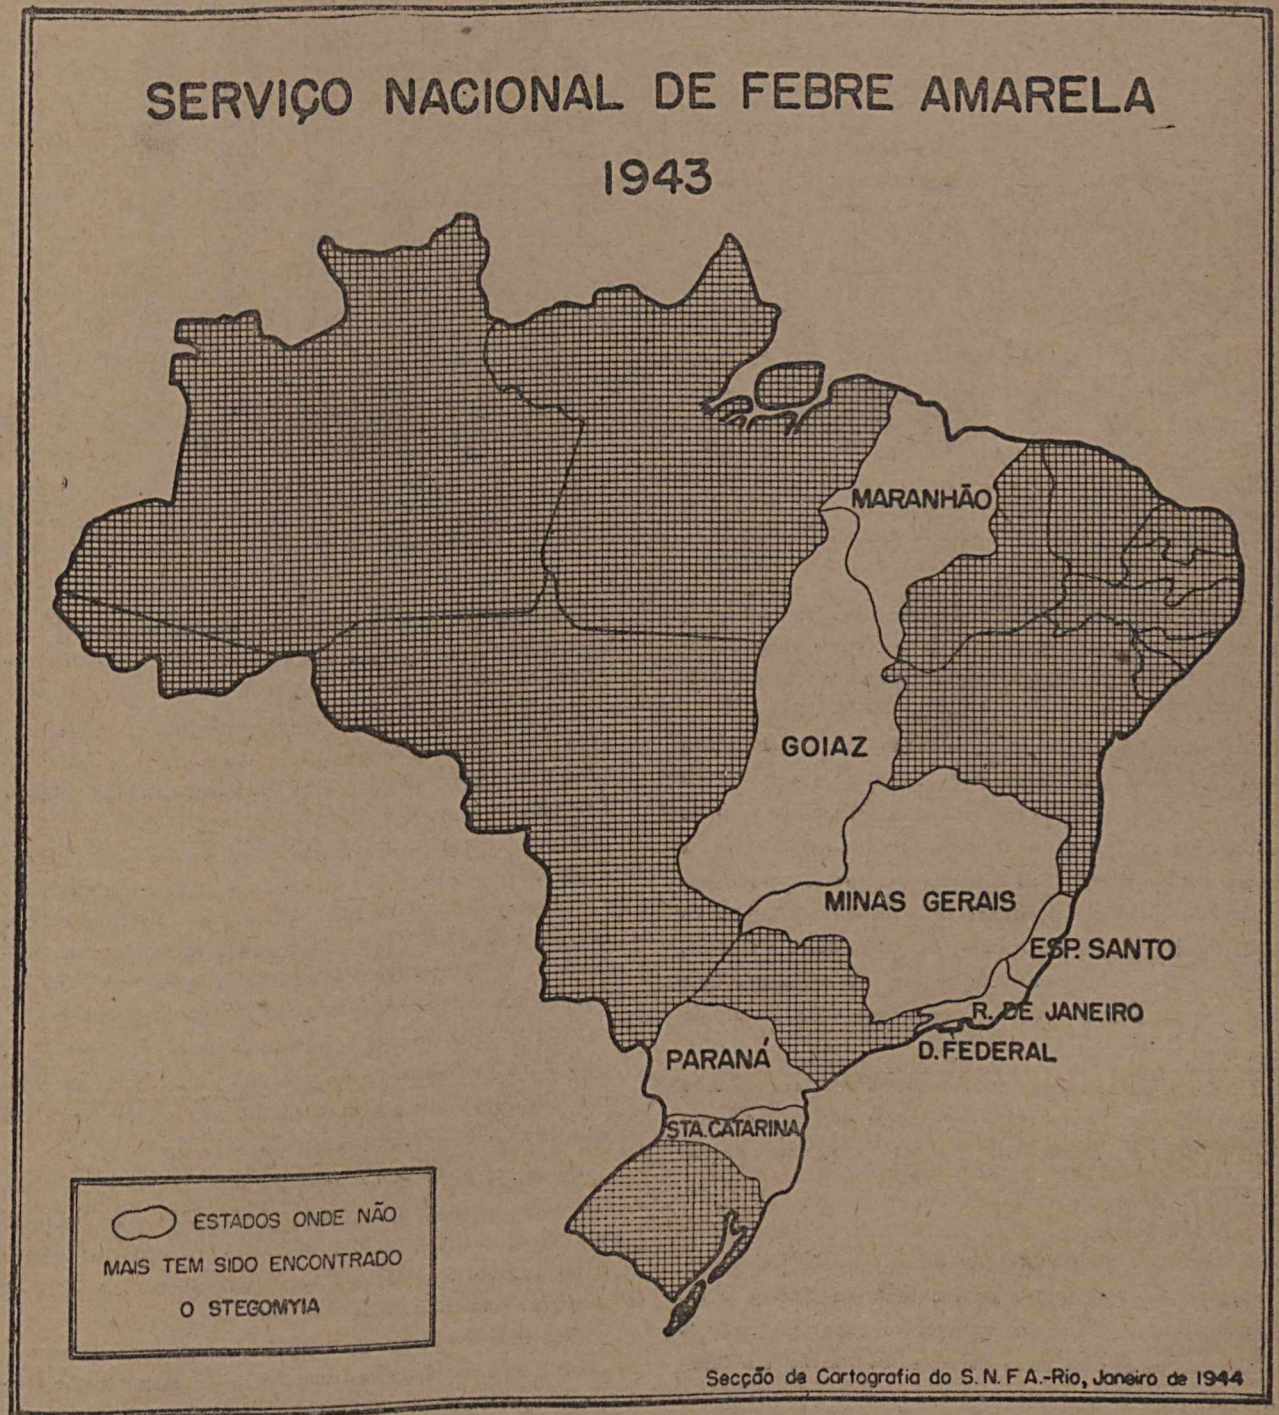 SERVIÇO NACIONAL DE FEBRE AMARELA
1943
MARANHÃO
GOIAZ
MINAS GERAIS
ESP. SANTO
R. DE JANEIRO
D. FEDERAL
PARANÁ
STA. CATARINA
ESTADOS ONDE NÃO
MAIS TEM SIDO ENCONTRADO
O STEGOMYIA
Secção de Cartografia do S. N. F A.-Rio, Janeiro de 1944